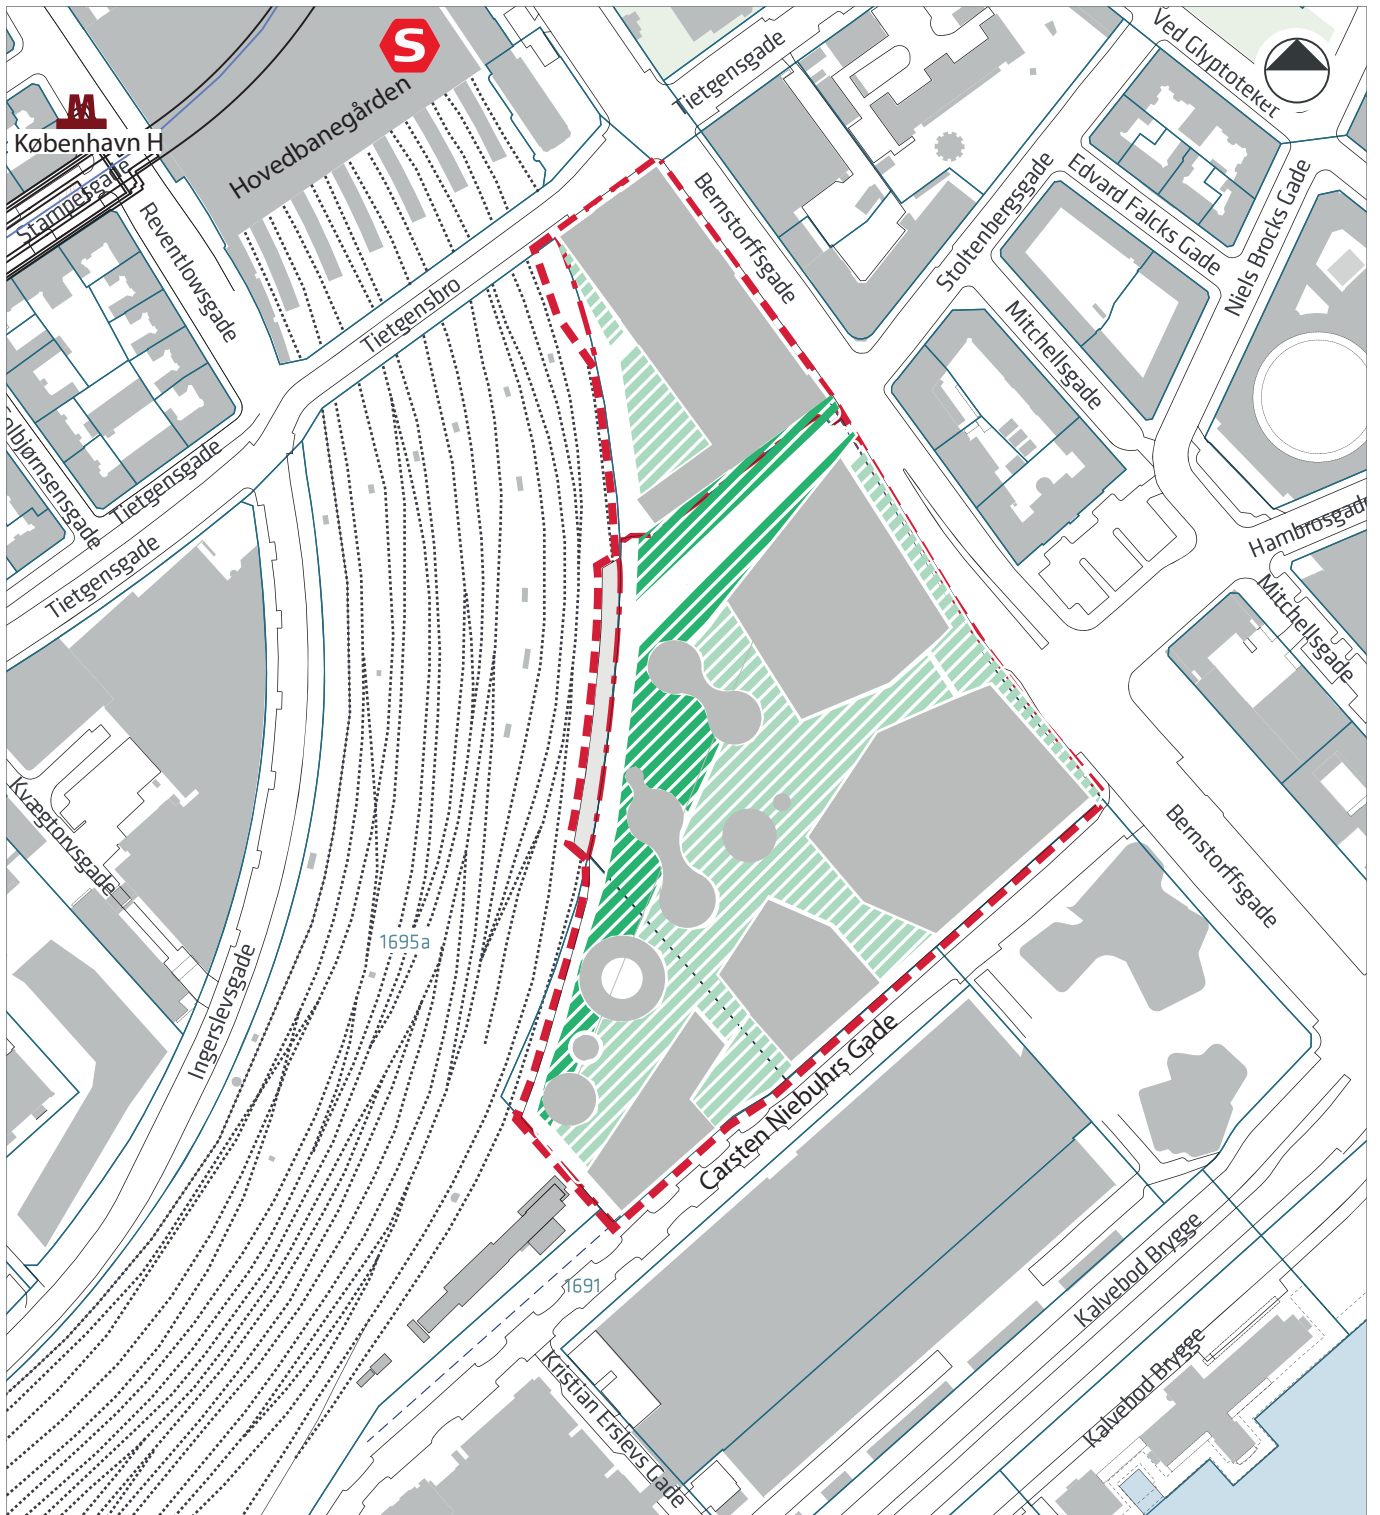 S
Ved Glyptoteket
Tietgensgade
Hovedbanegården
M
København H
Stampesgade
Bernstorffsgade
Stoltenbergsgade
Edvard Falcks Gade
Niels Brocks Gade
Reventlowsgade
Tietgensbro
Mitchellsgade
Tietgensgade
Tietgensgade
Hambrosgade
Mitchellsgade
Kvægtorvsgade
Bernstorffsgade
1695a
Ingerslevsgade
Carsten Niebuhrs Gade
1691
Kalvebod Brygge
Kalvebod Brygge
Kristian Erslevs Gade